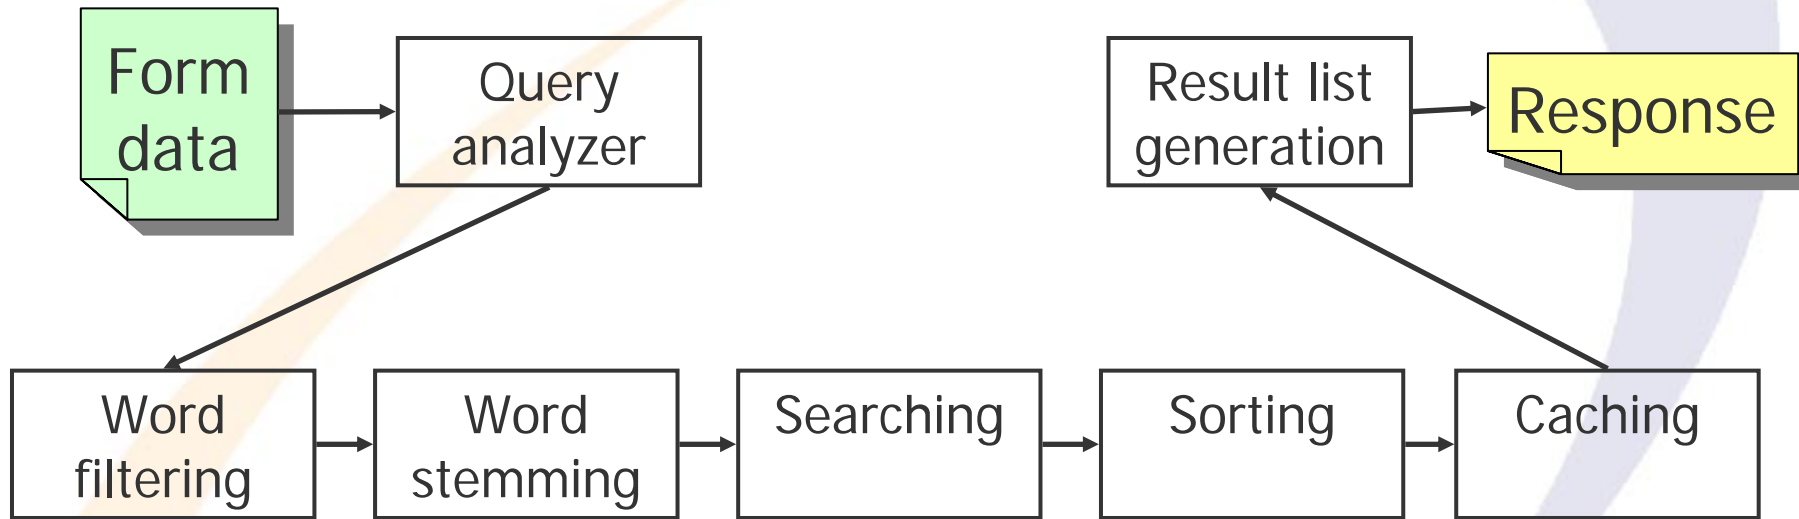 Form
data
Query
analyzer
Result list
generation
Response
Word
filtering
Word
stemming
Searching
Sorting
Caching